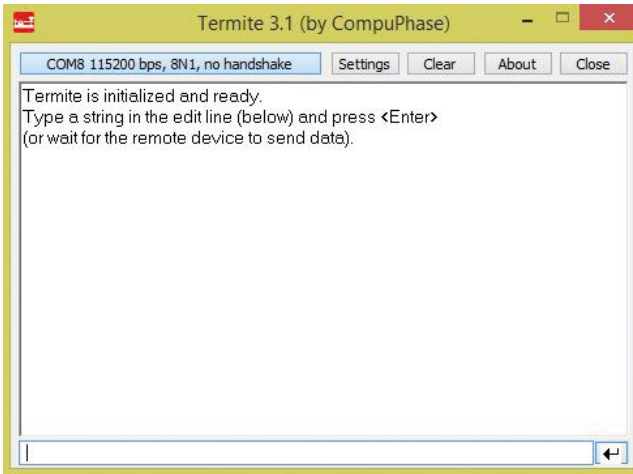 Termite 3.1 (by CompuPhase)
COM8 115200 bps, 8N1, no handshake Settings Clear About Close
Termite is initialized and ready.
Type a string in the edit line (below) and press <Enter>
(or wait for the remote device to send data).